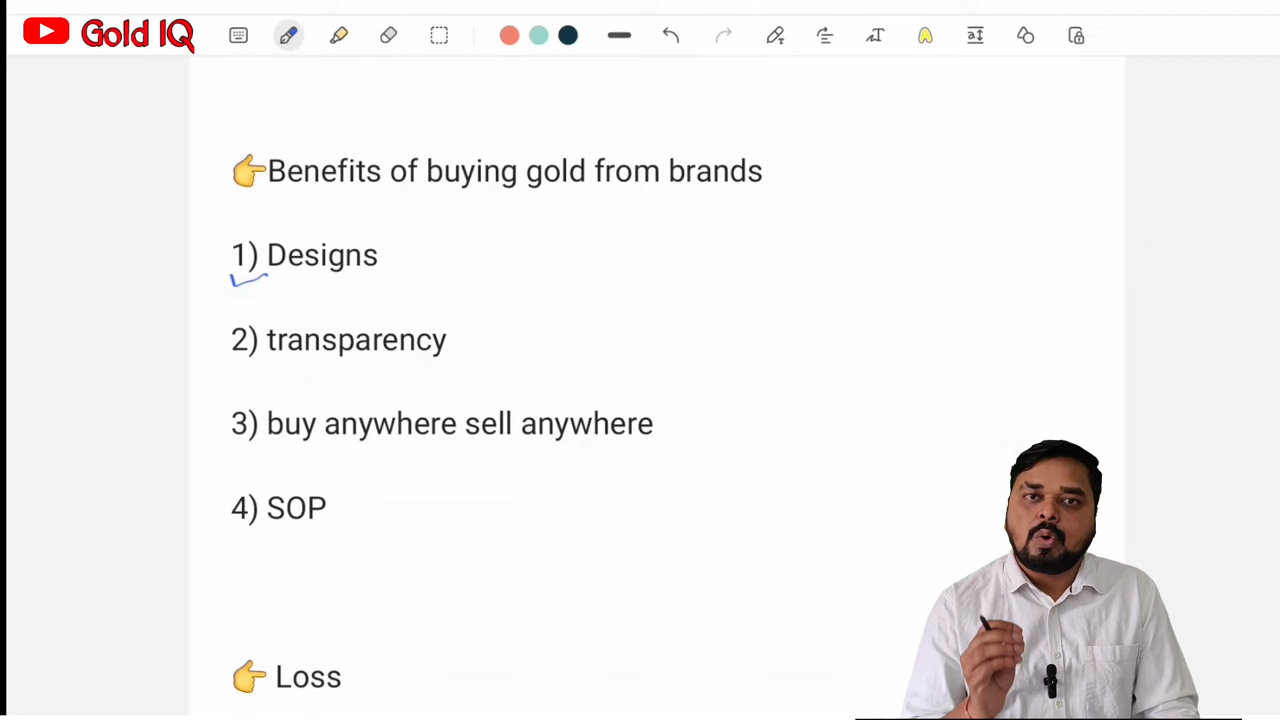 Gold IQ
👉Benefits of buying gold from brands
1) Designs
2) transparency
3) buy anywhere sell anywhere
4) SOP
👉 Loss